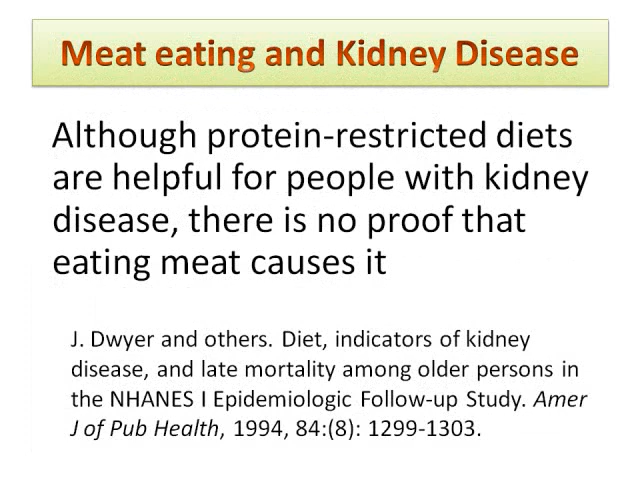 Meat eating and Kidney Disease
Although protein-restricted diets
are helpful for people with kidney
disease, there is no proof that
eating meat causes it
J. Dwyer and others. Diet, indicators of kidney
disease, and late mortality among older persons in
the NHANES I Epidemiologic Follow-up Study. Amer
J of Pub Health, 1994, 84:(8): 1299-1303.